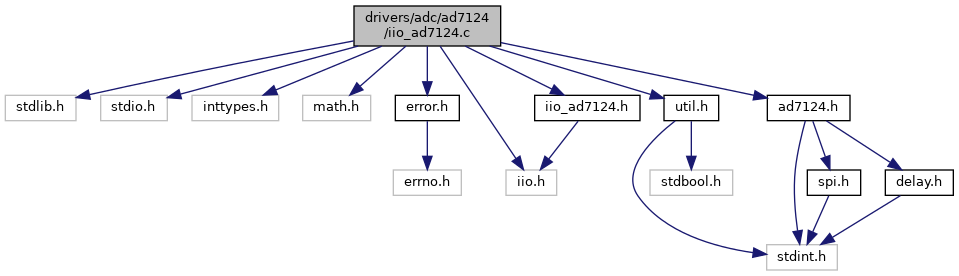 drivers/adc/ad7124
/iio_ad7124.c
stdlib.h
stdio.h
inttypes.h
math.h
error.h
iio_ad7124.h
util.h
ad7124.h
errno.h
iio.h
stdbool.h
spi.h
delay.h
stdint.h